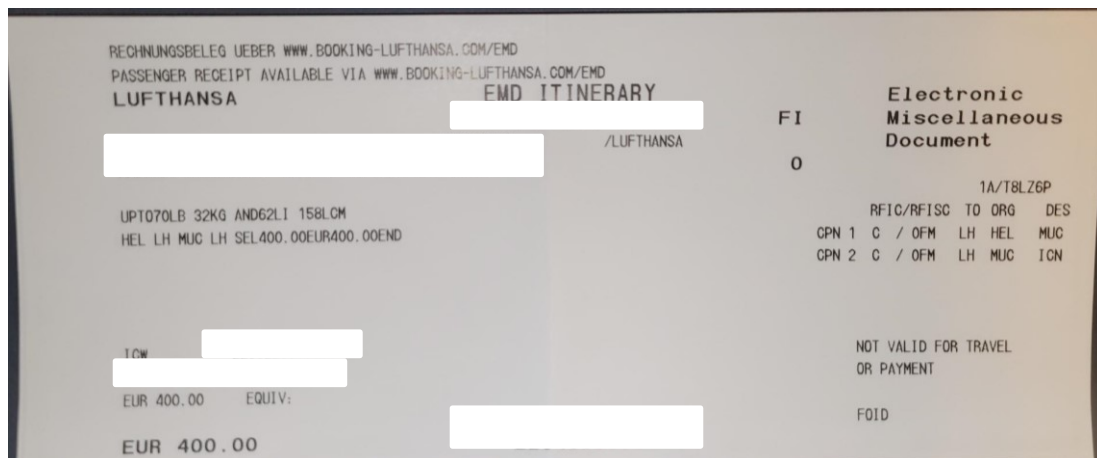 RECHNUNGSBELEG UEBER WWW.BOOKING-LUFTHANSA.COM/EMD
PASSENGER RECEIPT AVAILABLE VIA WWW.BOOKING-LUFTHANSA.COM/EMD
LUFTHANSA EMD ITINERARY Electronic
FI Miscellaneous
/LUFTHANSA Document
0
1A/T8LZ6P
UPTO70LB 32KG AND62LI 158LCM RFIC/RFISC TO ORG DES
HEL LH MUC LH SEL400.00EUR400.00END CPN 1 C / OFM LH HEL MUC
CPN 2 C / OFM LH MUC ICN
ICW NOT VALID FOR TRAVEL
OR PAYMENT
EUR 400.00 EQUIV:
FOID
EUR 400.00